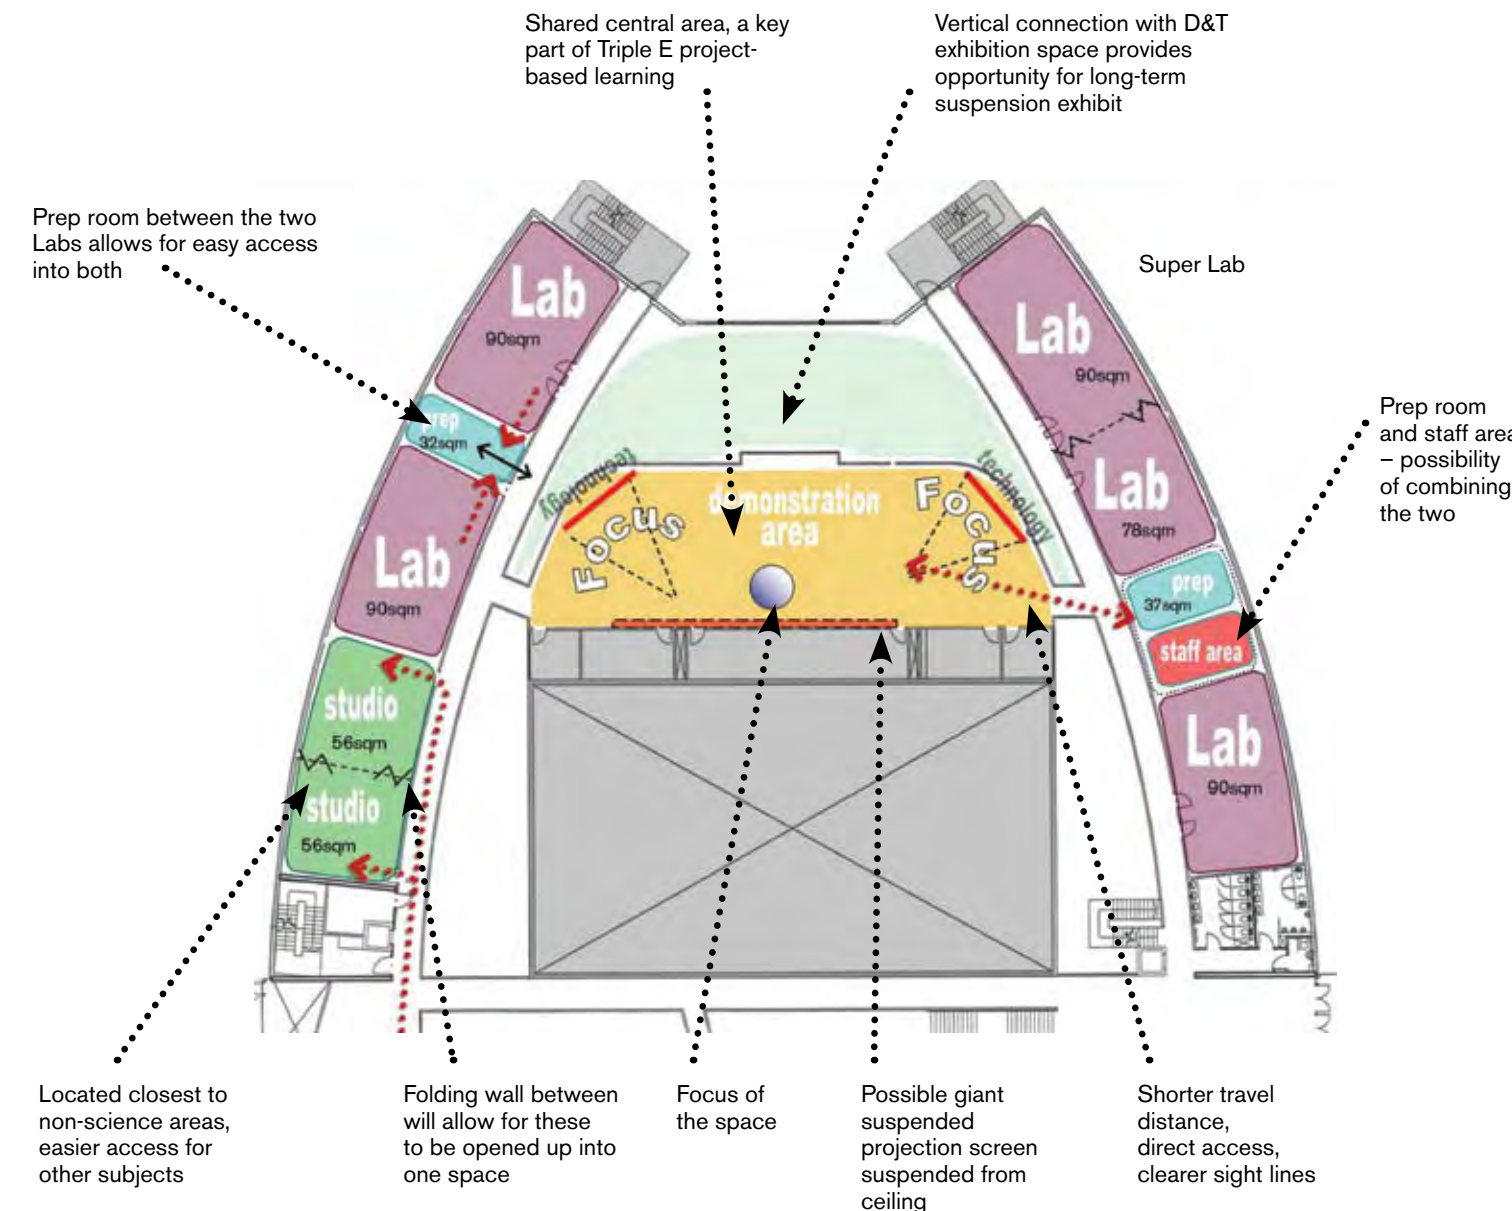 Shared central area, a key
part of Triple E project-
based learning
Vertical connection with D&T
exhibition space provides
opportunity for long-term
suspension exhibit
Prep room between the two
Labs allows for easy access
into both
Super Lab
Prep room
and staff area
– possibility
of combining
the two
Lab
90sqm
prep
32sqm
Lab
90sqm
studio
56sqm
studio
56sqm
technology
Focus
demonstration
area
Focus
technology
Lab
90sqm
Lab
78sqm
prep
37sqm
staff area
Lab
90sqm
Located closest to
non-science areas,
easier access for
other subjects
Folding wall between
will allow for these
to be opened up into
one space
Focus of
the space
Possible giant
suspended
projection screen
suspended from
ceiling
Shorter travel
distance,
direct access,
clearer sight lines